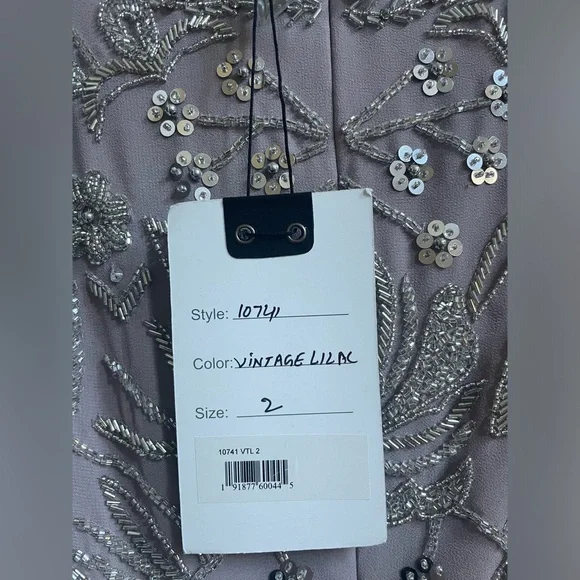 Style: 10741
Color: VINTAGE LILAC
Size: 2
10741 VTL 2
1 91877 60044 5